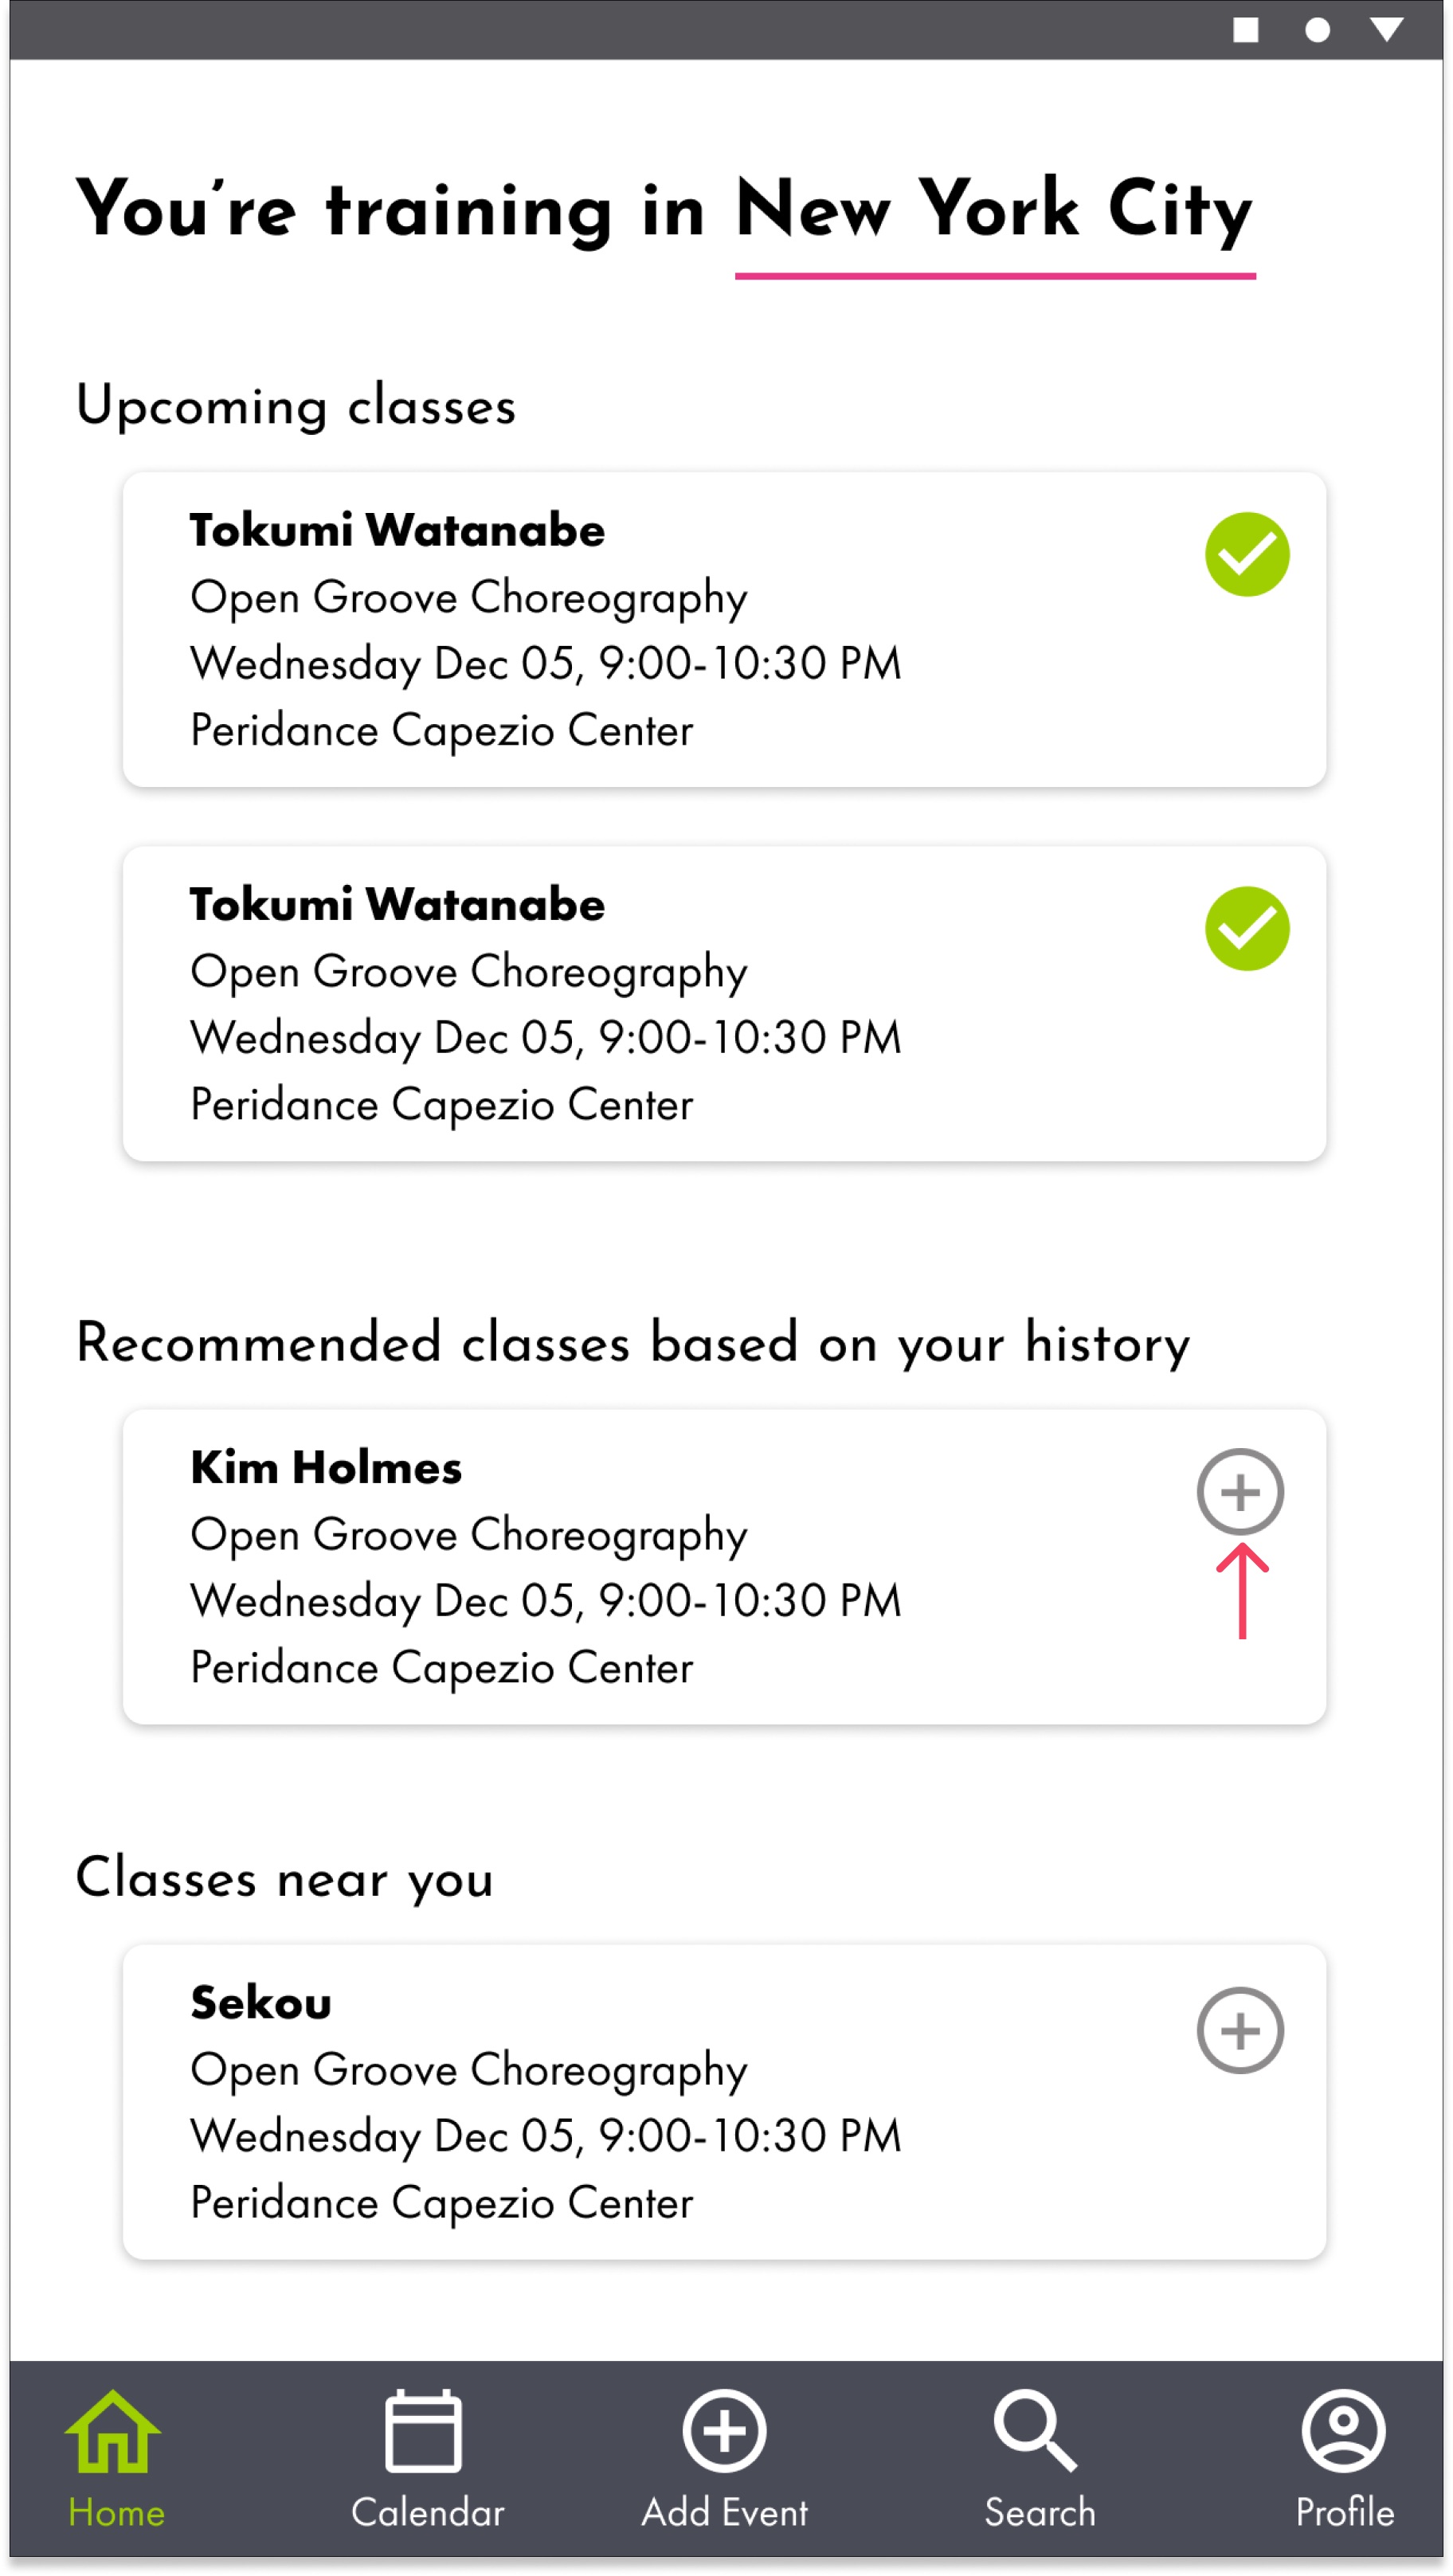 You’re training in New York City
Upcoming classes
Tokumi Watanabe
Open Groove Choreography
Wednesday Dec 05, 9:00-10:30 PM
Peridance Capezio Center
Tokumi Watanabe
Open Groove Choreography
Wednesday Dec 05, 9:00-10:30 PM
Peridance Capezio Center
Recommended classes based on your history
Kim Holmes
Open Groove Choreography
Wednesday Dec 05, 9:00-10:30 PM
Peridance Capezio Center
Classes near you
Sekou
Open Groove Choreography
Wednesday Dec 05, 9:00-10:30 PM
Peridance Capezio Center
Home
Calendar
Add Event
Search
Profile